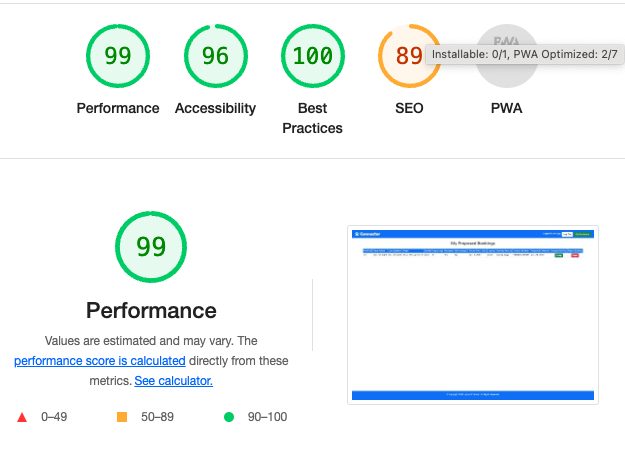 99
96
100
89
PWA
Installable: 0/1, PWA Optimized: 2/7
Performance
Accessibility
Best
Practices
SEO
PWA
99
Performance
Values are estimated and may vary. The
performance score is calculated directly from these
metrics. See calculator.
0–49
50–89
90–100
My Proposed Bookings